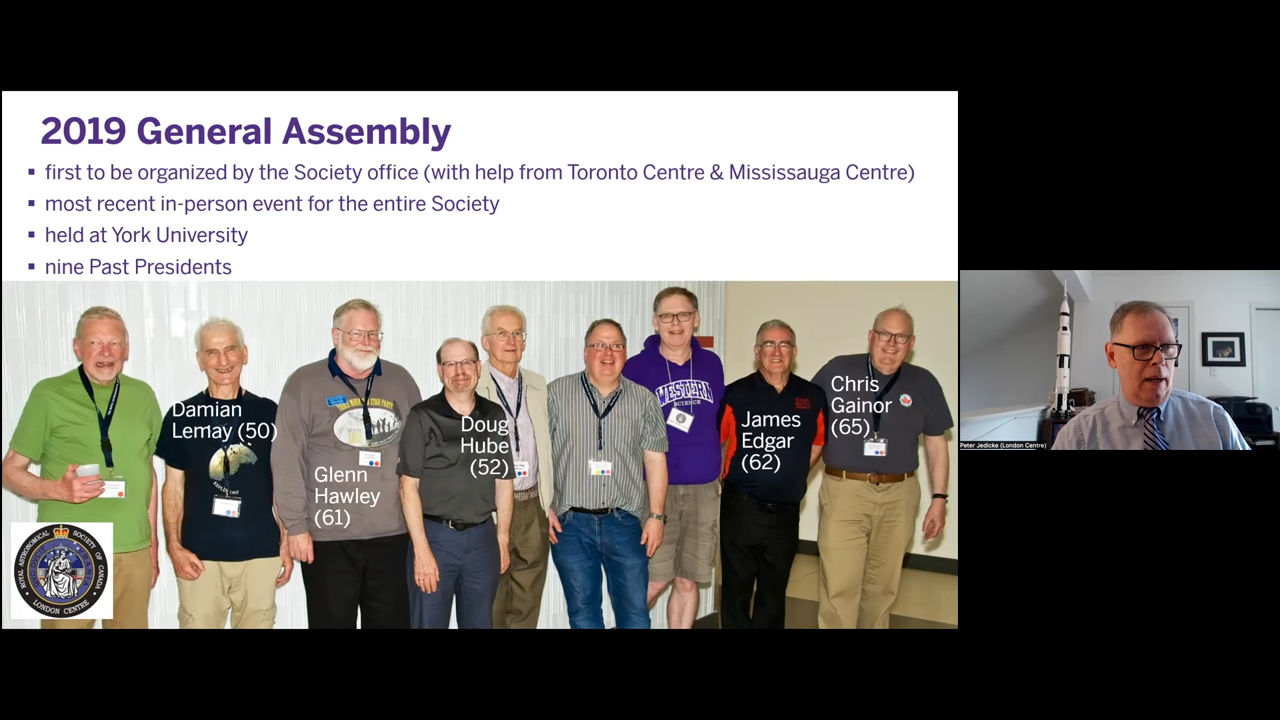 2019 General Assembly
▪ first to be organized by the Society office (with help from Toronto Centre & Mississauga Centre)
▪ most recent in-person event for the entire Society
▪ held at York University
▪ nine Past Presidents
Damian
Lemay (50)
Glenn
Hawley
(61)
Doug
Hube
(52)
WESTERN
SCIENCE
James
Edgar
(62)
Chris
Gainor
(65)
ROYAL ASTRONOMICAL SOCIETY OF CANADA
LONDON CENTRE
Peter Jedicke (London Centre)